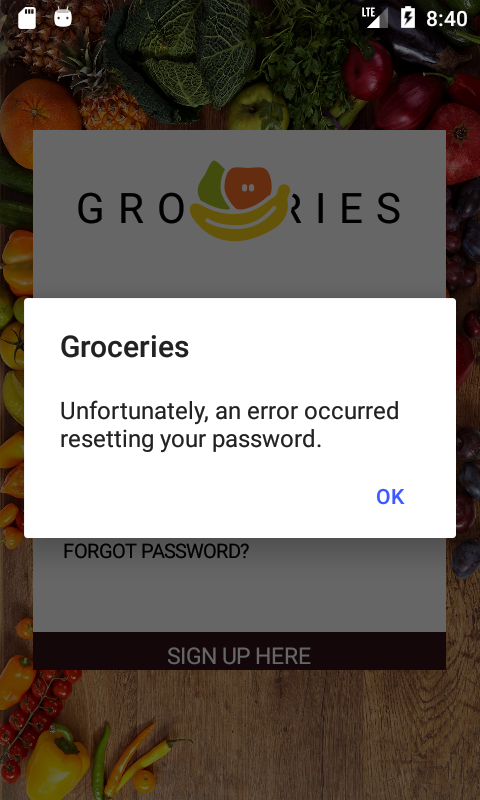 LTE
8:40
GRO RIES
Groceries
Unfortunately, an error occurred
resetting your password.
OK
FORGOT PASSWORD?
SIGN UP HERE